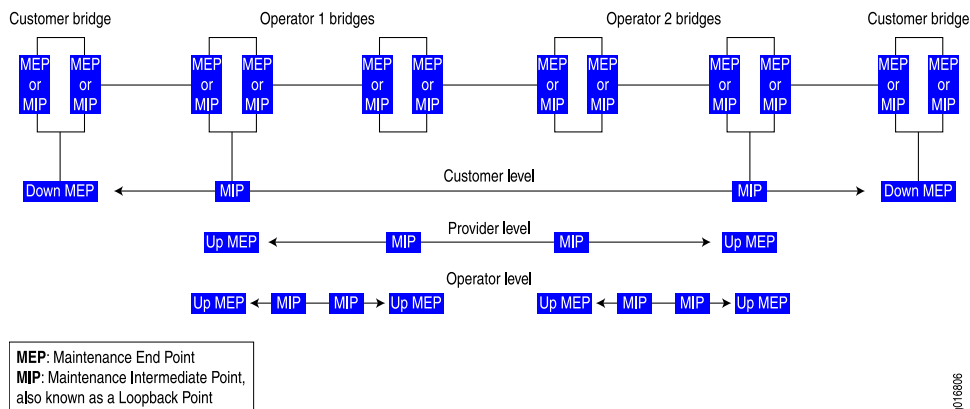 Customer bridge Operator 1 bridges Operator 2 bridges Customer bridge
MEP MEP MEP MEP MEP MEP MEP MEP MEP MEP MEP MEP
or or or or or or or or or or or or
MIP MIP MIP MIP MIP MIP MIP MIP MIP MIP MIP MIP
Customer level
Down MEP MIP MIP Down MEP
Provider level
Up MEP MIP MIP Up MEP
Operator level
Up MEP MIP MIP Up MEP Up MEP MIP MIP Up MEP
MEP: Maintenance End Point
MIP: Maintenance Intermediate Point,
also known as a Loopback Point